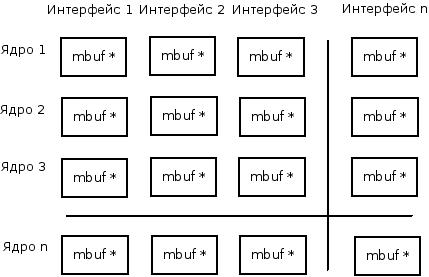 Интерфейс 1 Интерфейс 2 Интерфейс 3 Интерфейс n
Ядро 1 mbuf * mbuf * mbuf * mbuf *
Ядро 2 mbuf * mbuf * mbuf * mbuf *
Ядро 3 mbuf * mbuf * mbuf * mbuf *
Ядро n mbuf * mbuf * mbuf * mbuf *